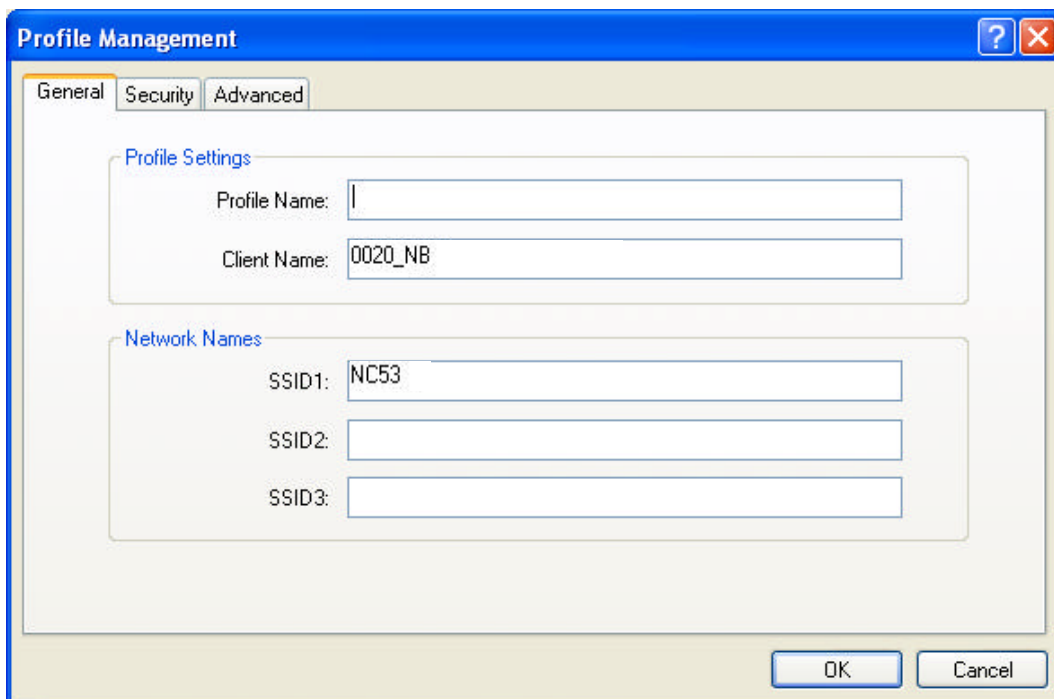 Profile Management
General Security Advanced
Profile Settings
Profile Name:
Client Name: 0020_NB
Network Names
SSID1: NC53
SSID2:
SSID3:
OK Cancel